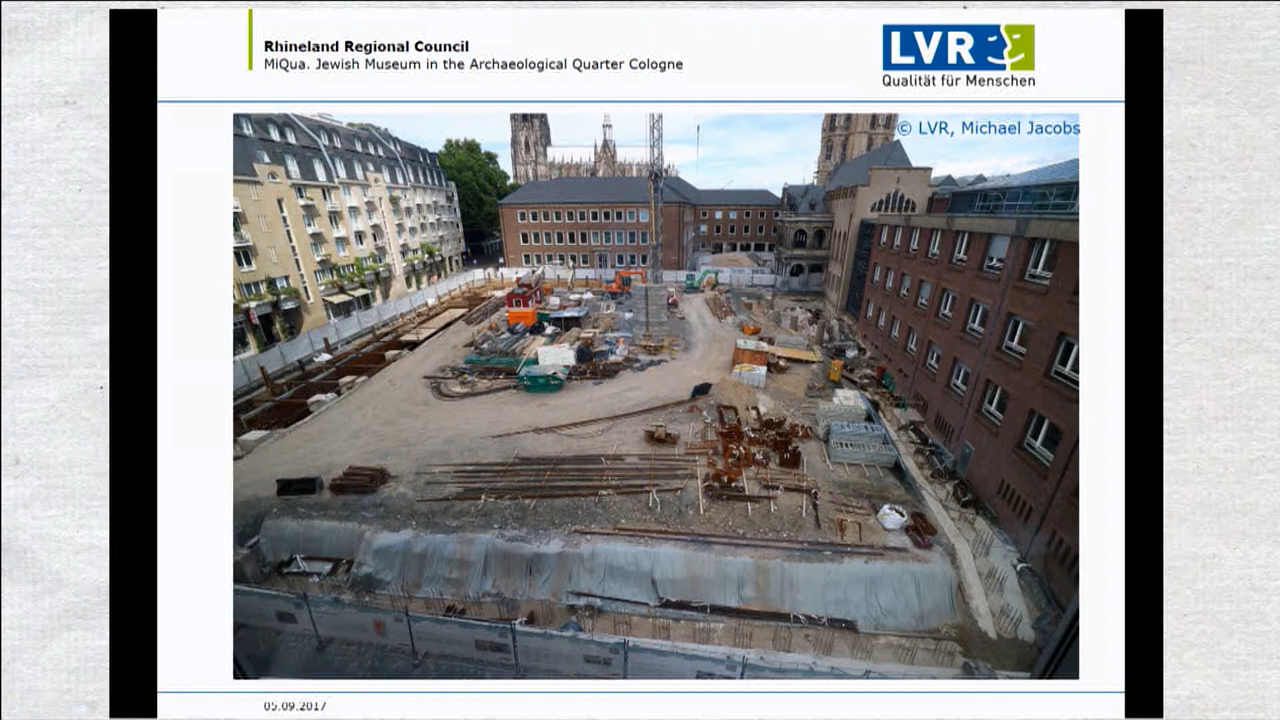 Rhineland Regional Council
MiQua. Jewish Museum in the Archaeological Quarter Cologne
LVR
Qualität für Menschen
© LVR, Michael Jacobs
05.09.2017